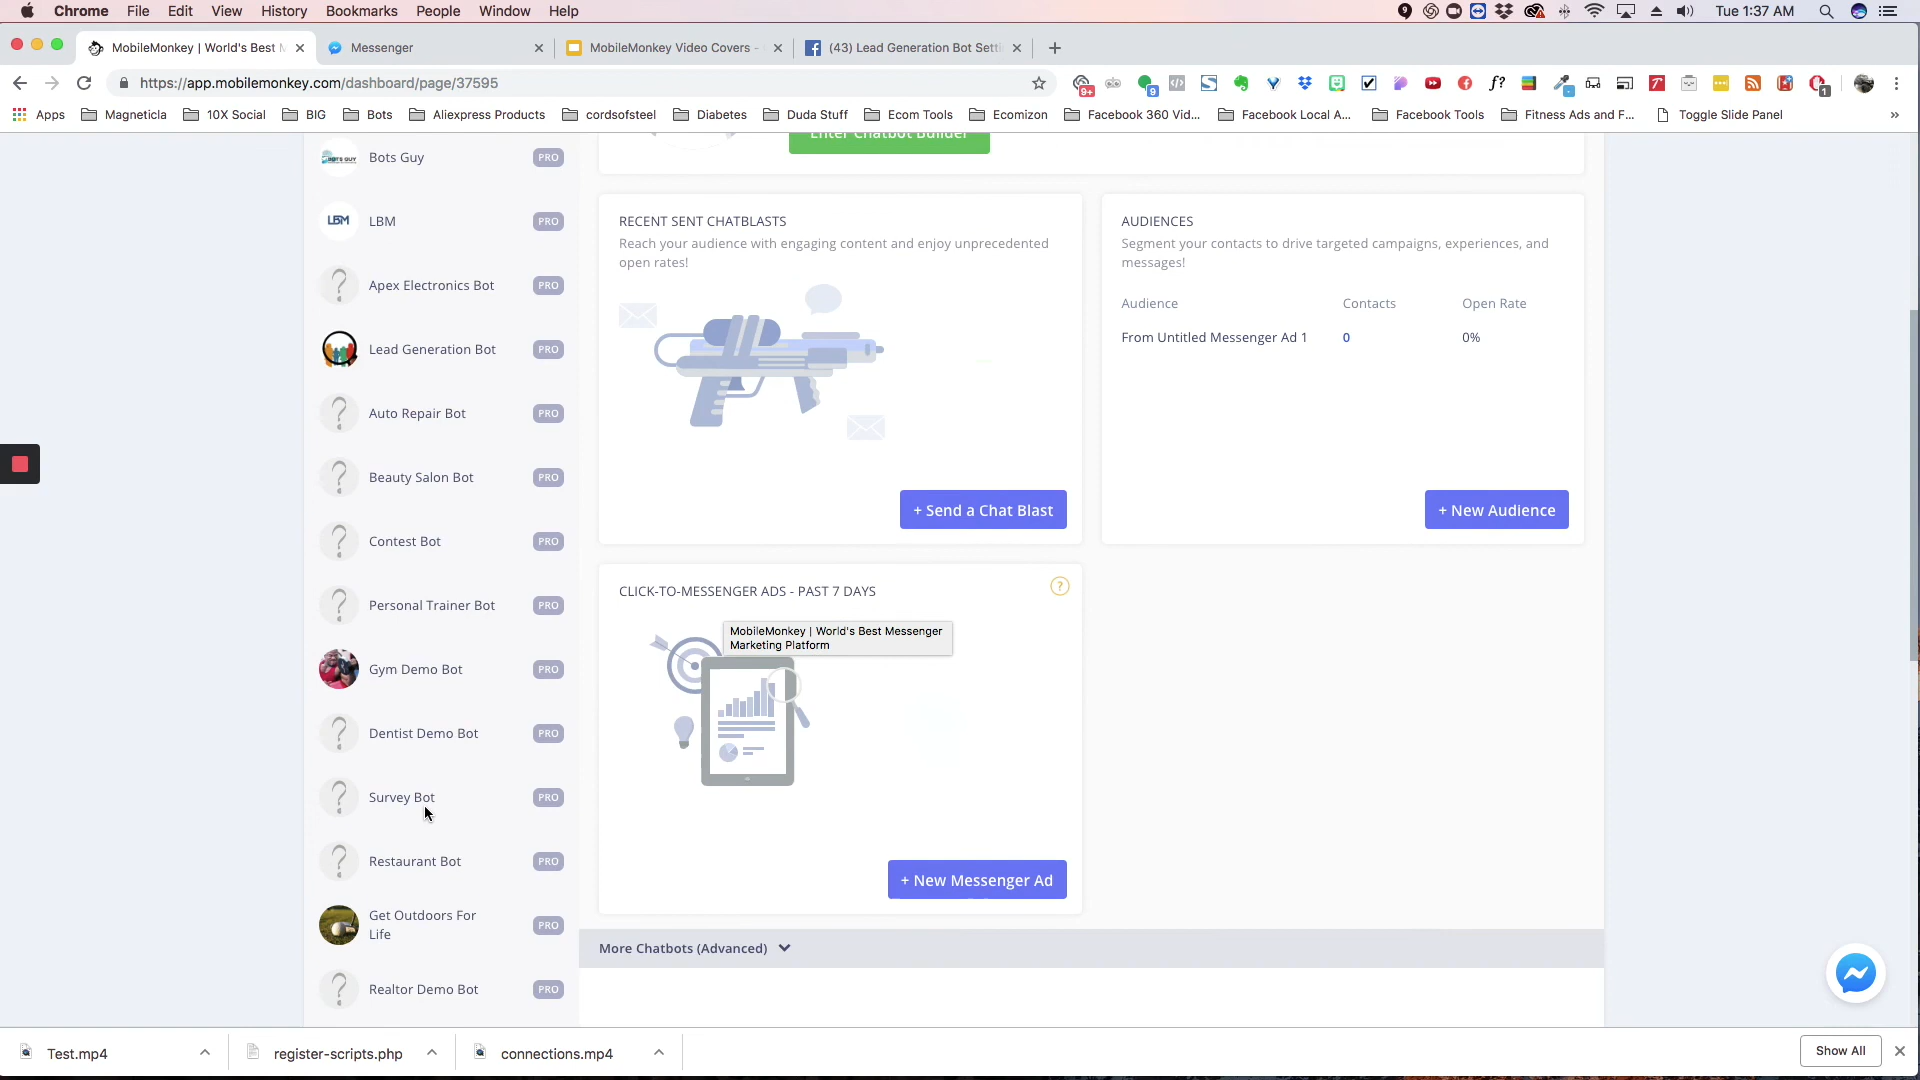 Chrome File Edit View History Bookmarks People Window Help
9
Tue 1:37 AM
MobileMonkey | World's Best M
Messenger
MobileMonkey Video Covers -
(43) Lead Generation Bot Setti
https://app.mobilemonkey.com/dashboard/page/37595
9+
9
f?
1
Apps Magneticla 10X Social BIG Bots Aliexpress Products cordsofsteel Diabetes Duda Stuff Ecom Tools Ecomizon Facebook 360 Vid... Facebook Local A... Facebook Tools Fitness Ads and F... Toggle Slide Panel »
Enter Chatbot Builder
Bots Guy PRO
LBM LBM PRO
Apex Electronics Bot PRO
Lead Generation Bot PRO
Auto Repair Bot PRO
Beauty Salon Bot PRO
Contest Bot PRO
Personal Trainer Bot PRO
Gym Demo Bot PRO
Dentist Demo Bot PRO
Survey Bot PRO
Restaurant Bot PRO
Get Outdoors For
Life
PRO
Realtor Demo Bot PRO
RECENT SENT CHATBLASTS
Reach your audience with engaging content and enjoy unprecedented
open rates!
+ Send a Chat Blast
AUDIENCES
Segment your contacts to drive targeted campaigns, experiences, and
messages!
Audience Contacts Open Rate
From Untitled Messenger Ad 1 0 0%
+ New Audience
CLICK-TO-MESSENGER ADS - PAST 7 DAYS
?
MobileMonkey | World's Best Messenger
Marketing Platform
+ New Messenger Ad
More Chatbots (Advanced)
Test.mp4
register-scripts.php
connections.mp4
Show All